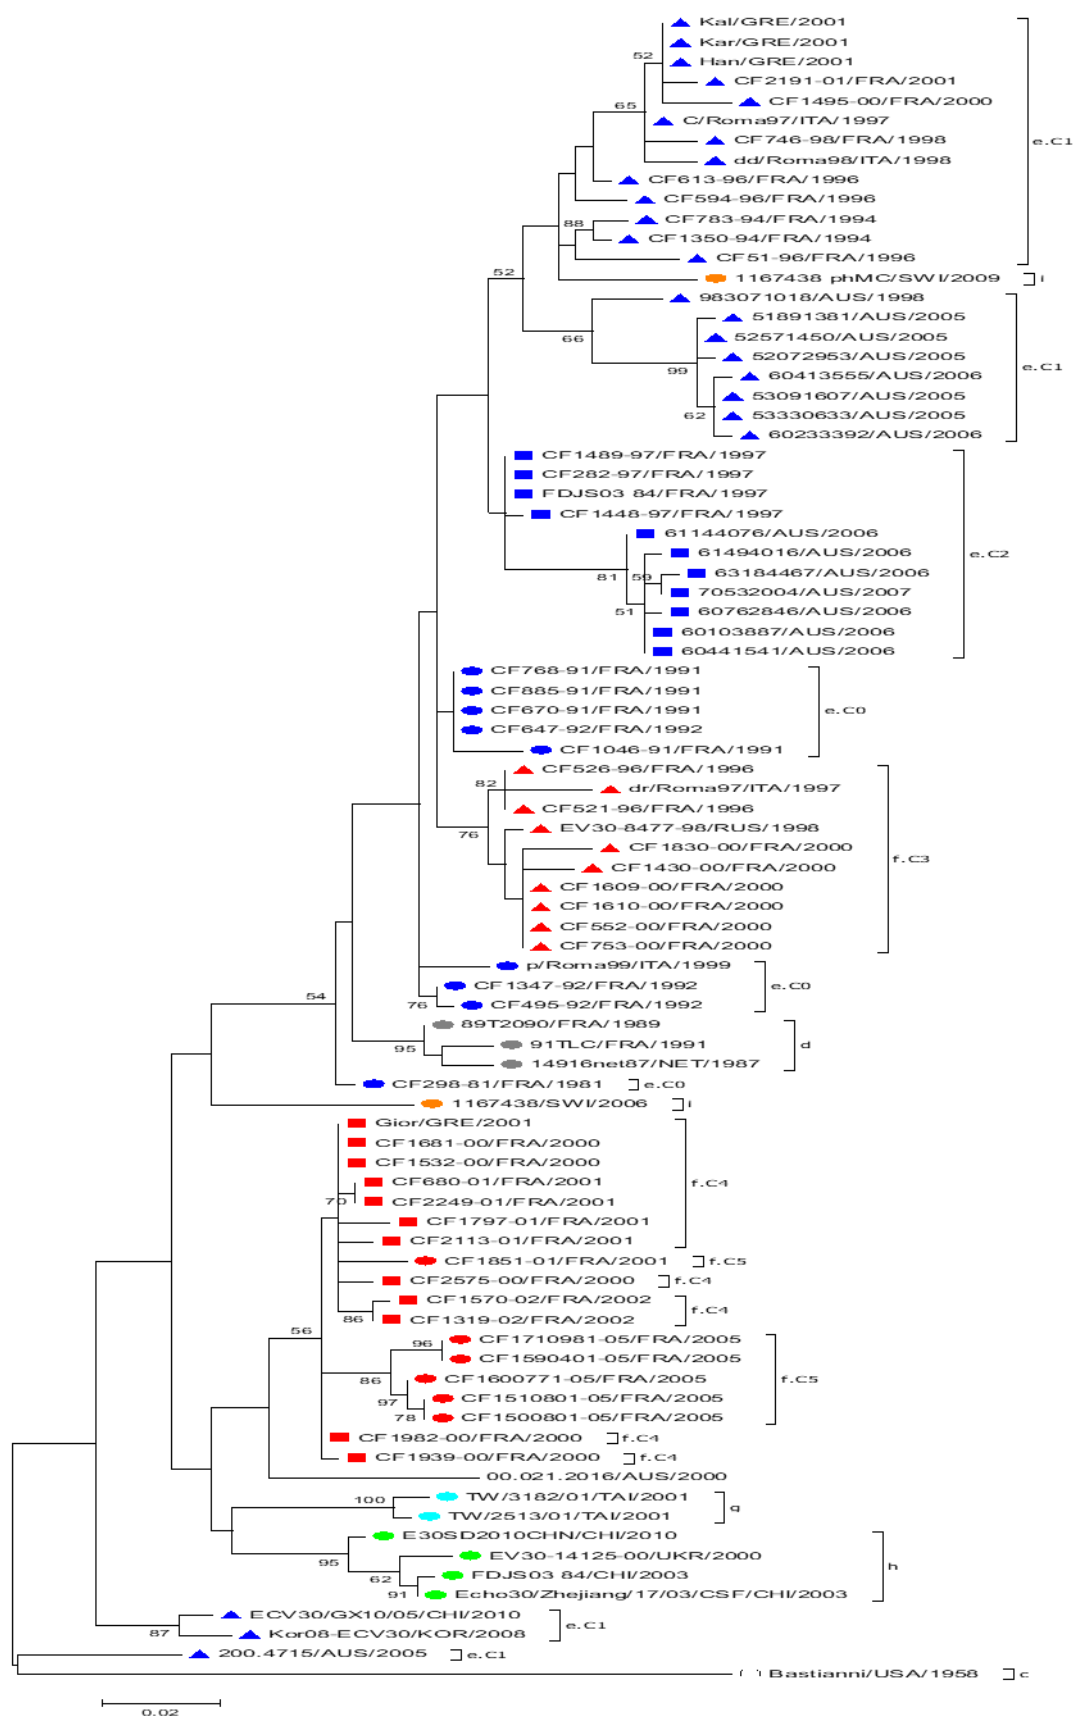 Kal/GRE/2001
Kar/GRE/2001
52
Han/GRE/2001
CF2191-01/FRA/2001
CF1495-00/FRA/2000
65
C/Roma97/ITA/1997
CF746-98/FRA/1998
e.C1
dd/Roma98/ITA/1998
CF613-96/FRA/1996
CF594-96/FRA/1996
88
CF783-94/FRA/1994
CF1350-94/FRA/1994
CF51-96/FRA/1996
52
1167438 phMC/SWI/2009
i
983071018/AUS/1998
51891381/AUS/2005
66
52571450/AUS/2005
52072953/AUS/2005
99
e.C1
60413555/AUS/2006
53091607/AUS/2005
62
53330633/AUS/2005
60233392/AUS/2006
CF1489-97/FRA/1997
CF282-97/FRA/1997
FDJS03 84/FRA/1997
CF1448-97/FRA/1997
61144076/AUS/2006
61494016/AUS/2006
e.C2
81
59
63184467/AUS/2006
70532004/AUS/2007
51
60762846/AUS/2006
60103887/AUS/2006
60441541/AUS/2006
CF768-91/FRA/1991
CF885-91/FRA/1991
CF670-91/FRA/1991
e.C0
CF647-92/FRA/1992
CF1046-91/FRA/1991
CF526-96/FRA/1996
82
dr/Roma97/ITA/1997
CF521-96/FRA/1996
76
EV30-8477-98/RUS/1998
CF1830-00/FRA/2000
f.C3
CF1430-00/FRA/2000
CF1609-00/FRA/2000
CF1610-00/FRA/2000
CF552-00/FRA/2000
CF753-00/FRA/2000
p/Roma99/ITA/1999
CF1347-92/FRA/1992
e.C0
54
76
CF495-92/FRA/1992
89T2090/FRA/1989
95
91TLC/FRA/1991
d
14916net87/NET/1987
CF298-81/FRA/1981
e.C0
1167438/SWI/2006
i
Gior/GRE/2001
CF1681-00/FRA/2000
CF1532-00/FRA/2000
CF680-01/FRA/2001
f.C4
70
CF2249-01/FRA/2001
CF1797-01/FRA/2001
CF2113-01/FRA/2001
CF1851-01/FRA/2001
f.C5
CF2575-00/FRA/2000
f.C4
CF1570-02/FRA/2002
f.C4
86
CF1319-02/FRA/2002
56
CF1710981-05/FRA/2005
96
CF1590401-05/FRA/2005
86
CF1600771-05/FRA/2005
f.C5
97
CF1510801-05/FRA/2005
78
CF1500801-05/FRA/2005
CF1982-00/FRA/2000
f.C4
CF1939-00/FRA/2000
f.C4
00.021.2016/AUS/2000
100
TW/3182/01/TAI/2001
g
TW/2513/01/TAI/2001
E30SD2010CHN/CHI/2010
95
EV30-14125-00/UKR/2000
h
62
FDJS03 84/CHI/2003
91
Echo30/Zhejiang/17/03/CSF/CHI/2003
ECV30/GX10/05/CHI/2010
e.C1
87
Kor08-ECV30/KOR/2008
200.4715/AUS/2005
e.C1
Bastianni/USA/1958
c
0.02